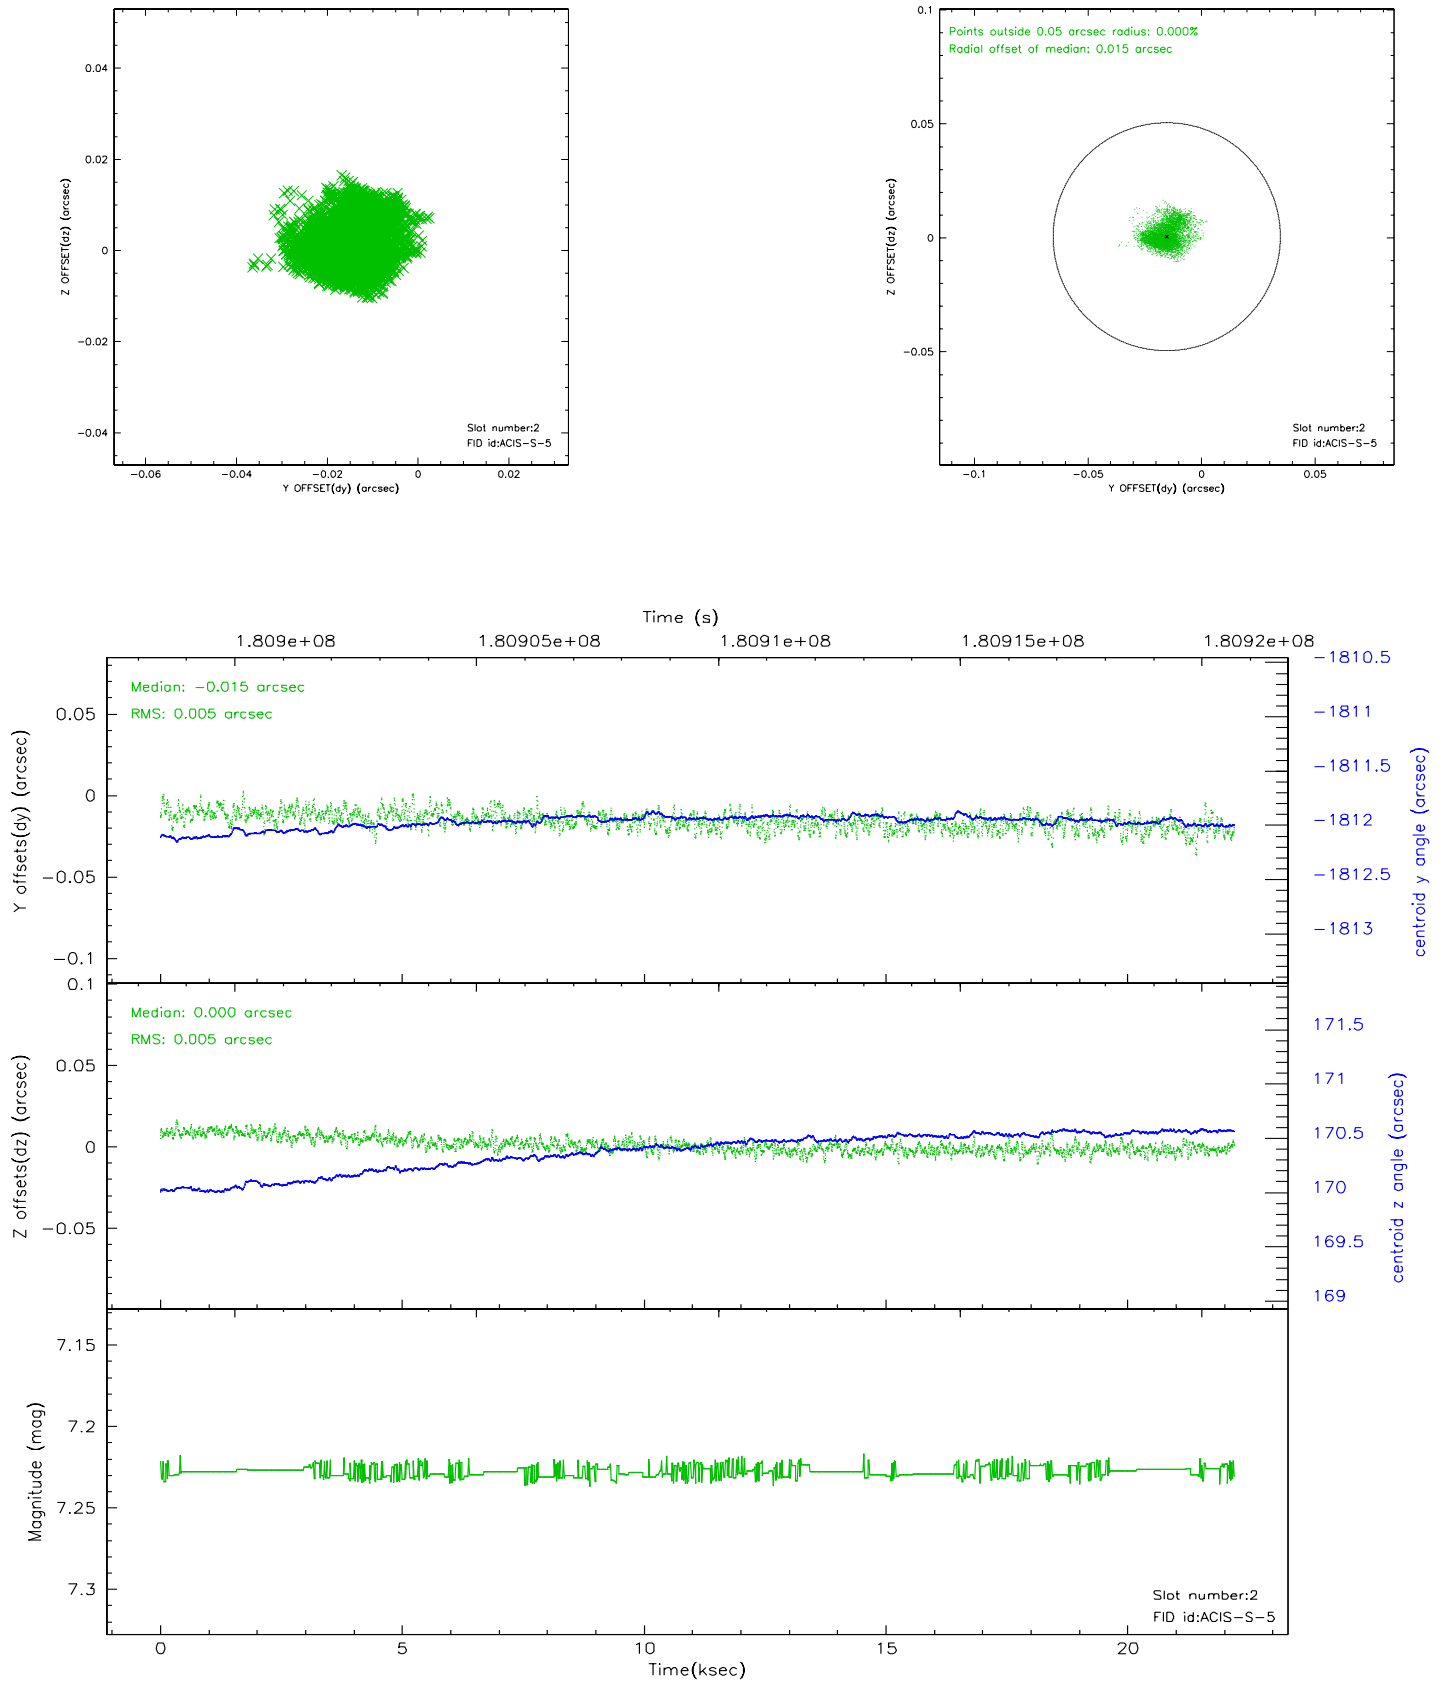 0.04
0.02
0
−0.02
−0.04
Z OFFSET(dz) (arcsec)
Slot number:2
FID id:ACIS−S−5
−0.06
−0.04
−0.02
0
0.02
Y OFFSET(dy) (arcsec)
0.1
0.05
0
−0.05
Z OFFSET(dz) (arcsec)
Points outside 0.05 arcsec radius: 0.000%
Radial offset of median: 0.015 arcsec
Slot number:2
FID id:ACIS−S−5
−0.1
−0.05
0
0.05
Y OFFSET(dy) (arcsec)
Time (s)
1.809e+08
1.80905e+08
1.8091e+08
1.80915e+08
1.8092e+08
Median: −0.015 arcsec
RMS: 0.005 arcsec
0.05
0
−0.05
−0.1
Y offsets(dy) (arcsec)
−1810.5
−1811
−1811.5
−1812
−1812.5
−1813
centroid y angle (arcsec)
Median: 0.000 arcsec
RMS: 0.005 arcsec
0.1
0.05
0
−0.05
Z offsets(dz) (arcsec)
171.5
171
170.5
170
169.5
169
centroid z angle (arcsec)
7.15
7.2
7.25
7.3
Magnitude (mag)
Slot number:2
FID id:ACIS−S−5
0
5
10
15
20
Time(ksec)